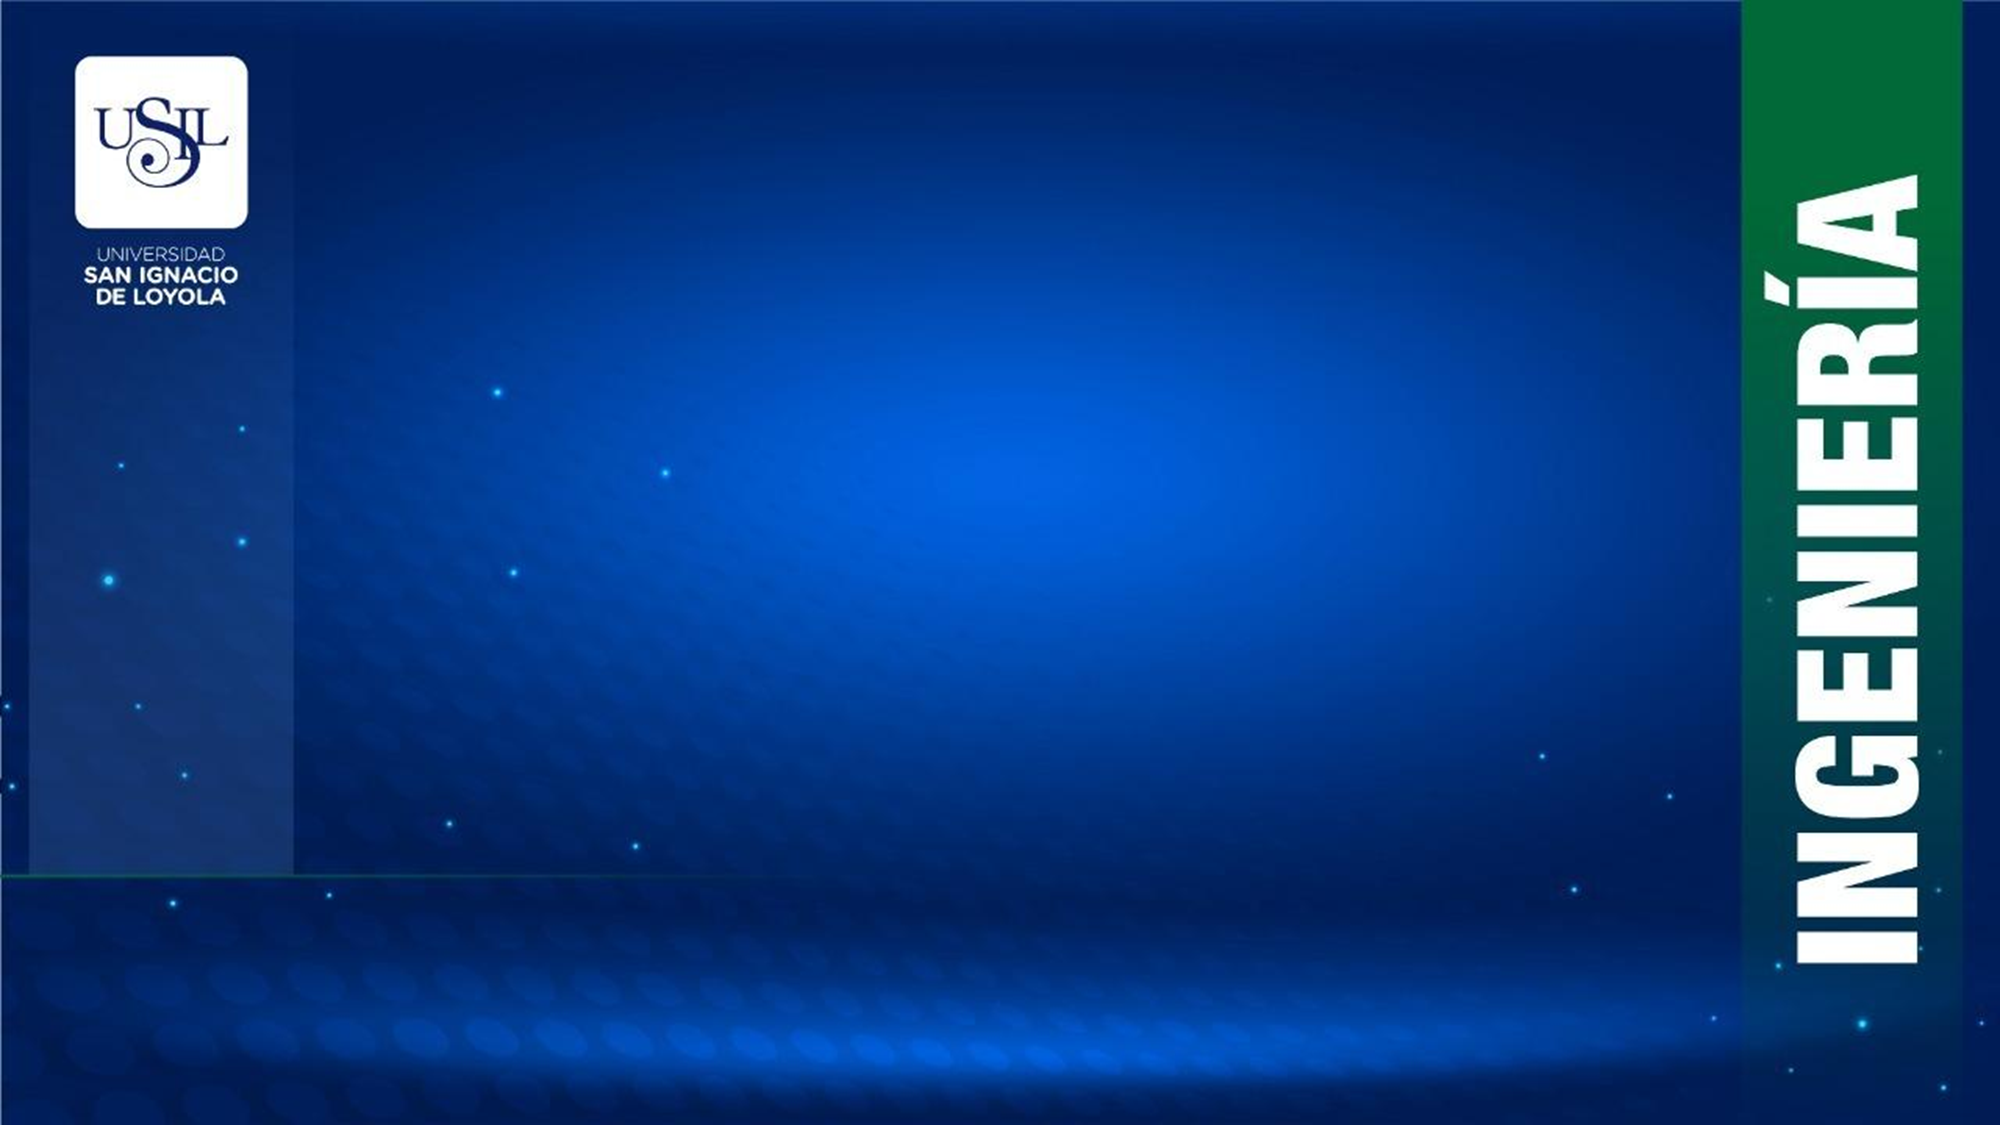 USIL
UNIVERSIDAD
SAN IGNACIO
DE LOYOLA
INGENIERÍA